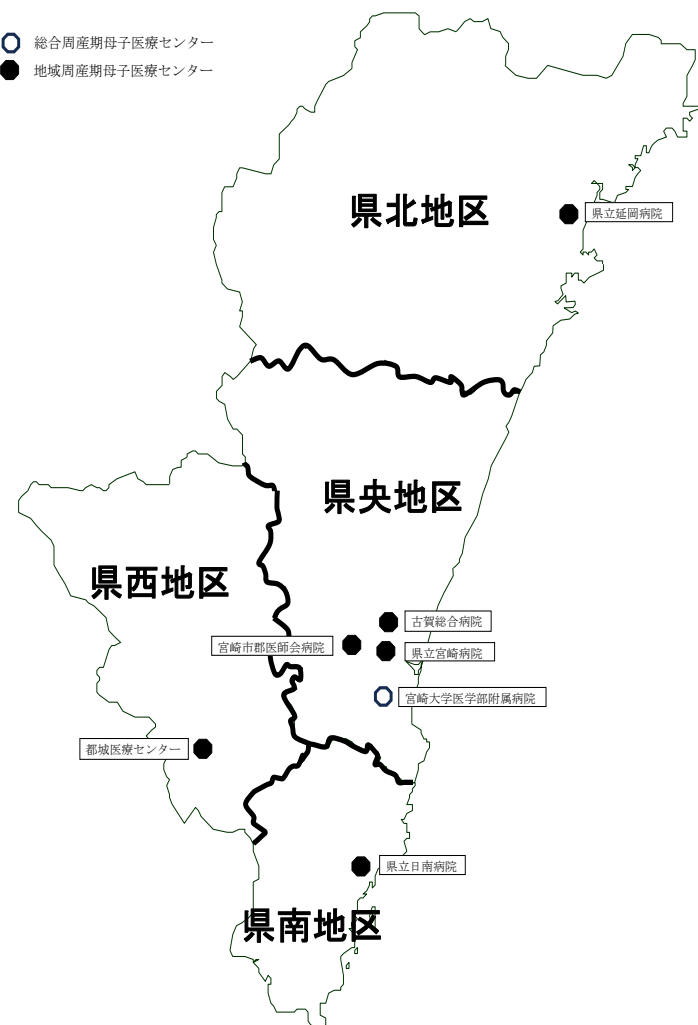 総合周産期母子医療センター
地域周産期母子医療センター
県北地区
県立延岡病院
県央地区
県西地区
古賀総合病院
宮崎市郡医師会病院
県立宮崎病院
宮崎大学医学部附属病院
都城医療センター
県立日南病院
県南地区